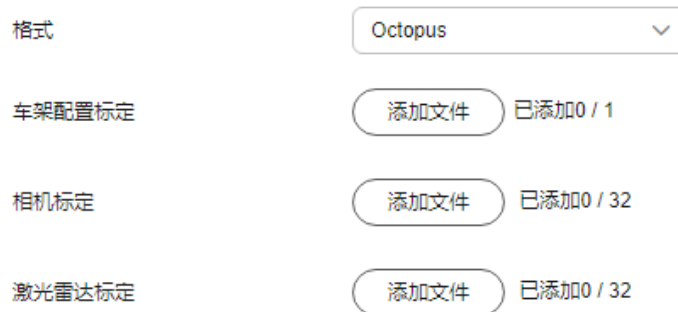 格式 Octopus
车架配置标定 添加文件 已添加0 / 1
相机标定 添加文件 已添加0 / 32
激光雷达标定 添加文件 已添加0 / 32